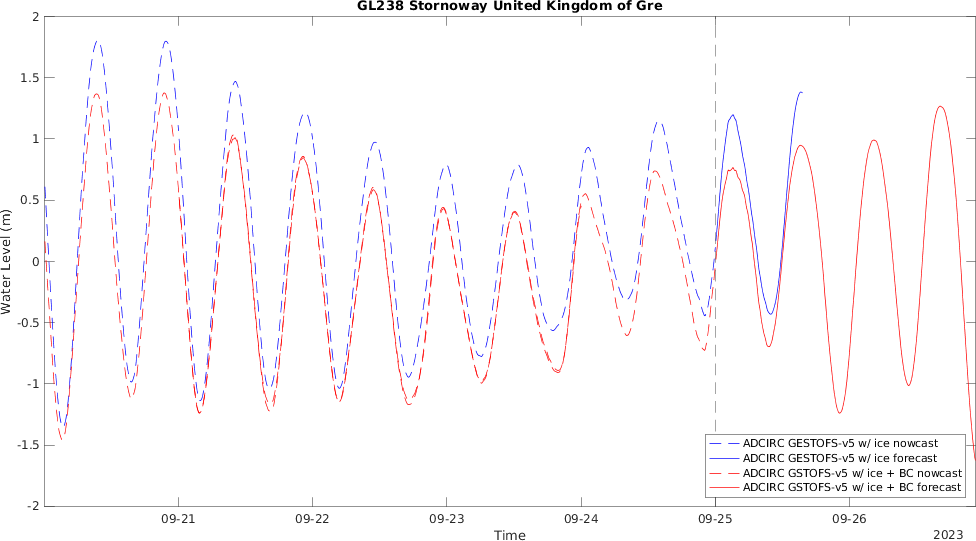 GL238 Stornoway United Kingdom of Gre
2
1.5
1
0.5
0
-0.5
-1
-1.5
-2
Water Level (m)
ADCIRC GESTOFS-v5 w/ ice nowcast
ADCIRC GESTOFS-v5 w/ ice forecast
ADCIRC GSTOFS-v5 w/ ice + BC nowcast
ADCIRC GSTOFS-v5 w/ ice + BC forecast
09-21 09-22 09-23 09-24 09-25 09-26
Time
2023